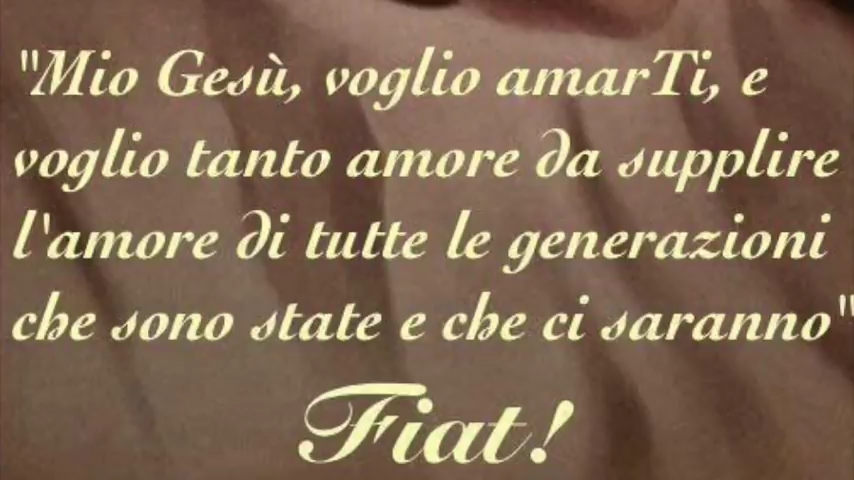 "Mio Gesù, voglio amarTi, e
voglio tanto amore da supplire
l'amore di tutte le generazioni
che sono state e che ci saranno"
Fiat!